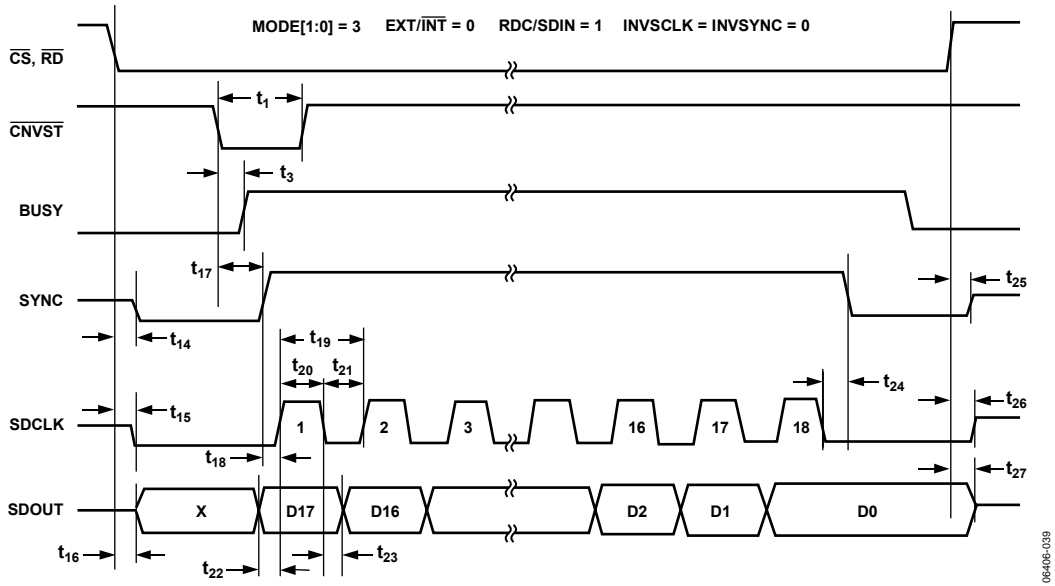 MODE[1:0] = 3 EXT/INT = 0 RDC/SDIN = 1 INVSCLK = INVSYNC = 0
CS, RD
t1
CNVST
t3
BUSY
t17
SYNC
t25
t14
t19
t20 t21
t24
t15
t26
SDCLK
1 2 3 16 17 18
t18
t27
SDOUT
X D17 D16 D2 D1 D0
t16
t22
t23
06406-039